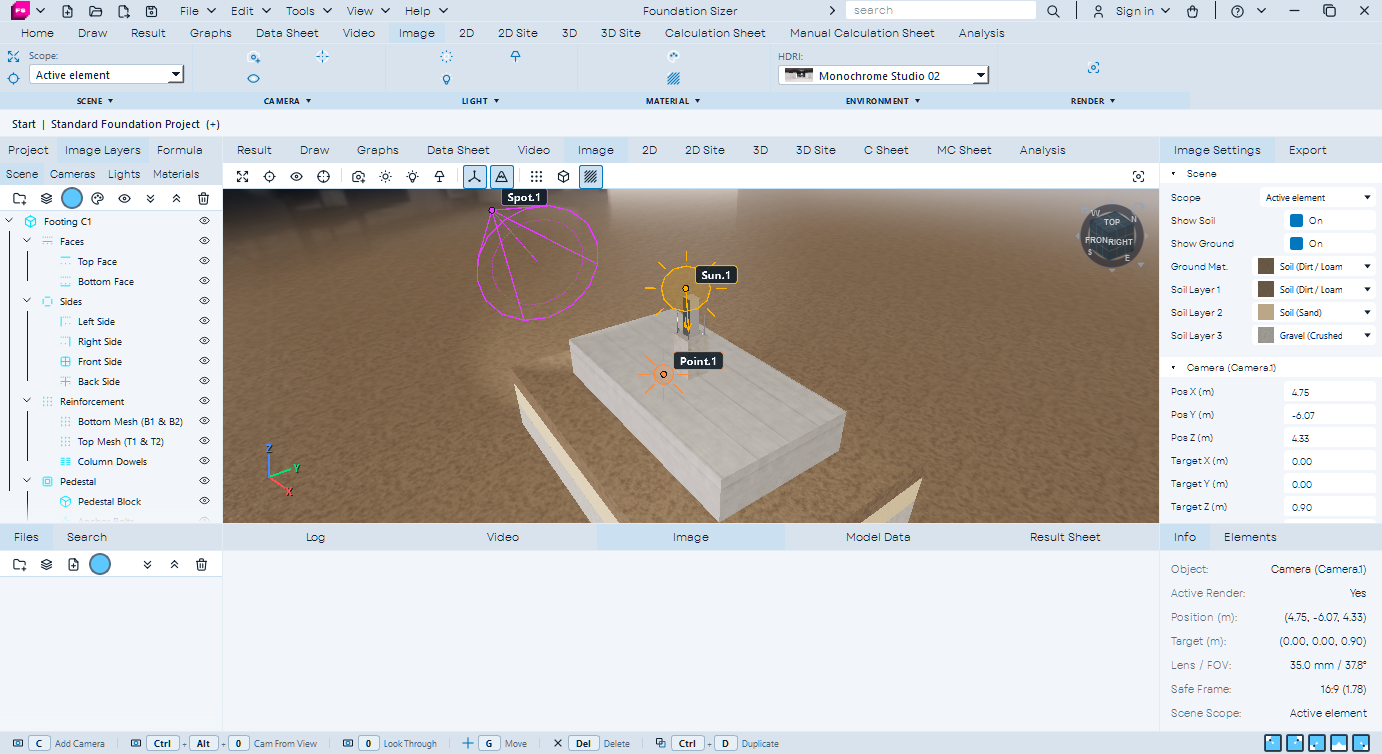 FS File Edit Tools View Help Foundation Sizer search Sign in
Home Draw Result Graphs Data Sheet Video Image 2D 2D Site 3D 3D Site Calculation Sheet Manual Calculation Sheet Analysis
Scope:
Active element
HDRI:
Monochrome Studio 02
SCENE CAMERA LIGHT MATERIAL ENVIRONMENT RENDER
Start | Standard Foundation Project (+)
Project Image Layers Formula
Scene Cameras Lights Materials
Footing C1
Faces
Top Face
Bottom Face
Sides
Left Side
Right Side
Front Side
Back Side
Reinforcement
Bottom Mesh (B1 & B2)
Top Mesh (T1 & T2)
Column Dowels
Pedestal
Pedestal Block
Result Draw Graphs Data Sheet Video Image 2D 2D Site 3D 3D Site C Sheet MC Sheet Analysis
Spot.1
Sun.1
Point.1
Z
Y
X
W
TOP
N
FRON RIGHT
S
E
Image Settings Export
Scene
Scope Active element
Show Soil On
Show Ground On
Ground Mat. Soil (Dirt / Loam
Soil Layer 1 Soil (Dirt / Loam
Soil Layer 2 Soil (Sand)
Soil Layer 3 Gravel (Crushed
Camera (Camera.1)
Pos X (m) 4.75
Pos Y (m) -6.07
Pos Z (m) 4.33
Target X (m) 0.00
Target Y (m) 0.00
Target Z (m) 0.90
Files Search
Log Video Image Model Data Result Sheet
Info Elements
Object: Camera (Camera.1)
Active Render: Yes
Position (m): (4.75, -6.07, 4.33)
Target (m): (0.00, 0.00, 0.90)
Lens / FOV: 35.0 mm / 37.8°
Safe Frame: 16:9 (1.78)
Scene Scope: Active element
C Add Camera Ctrl + Alt + 0 Cam From View 0 Look Through G Move Del Delete Ctrl + D Duplicate